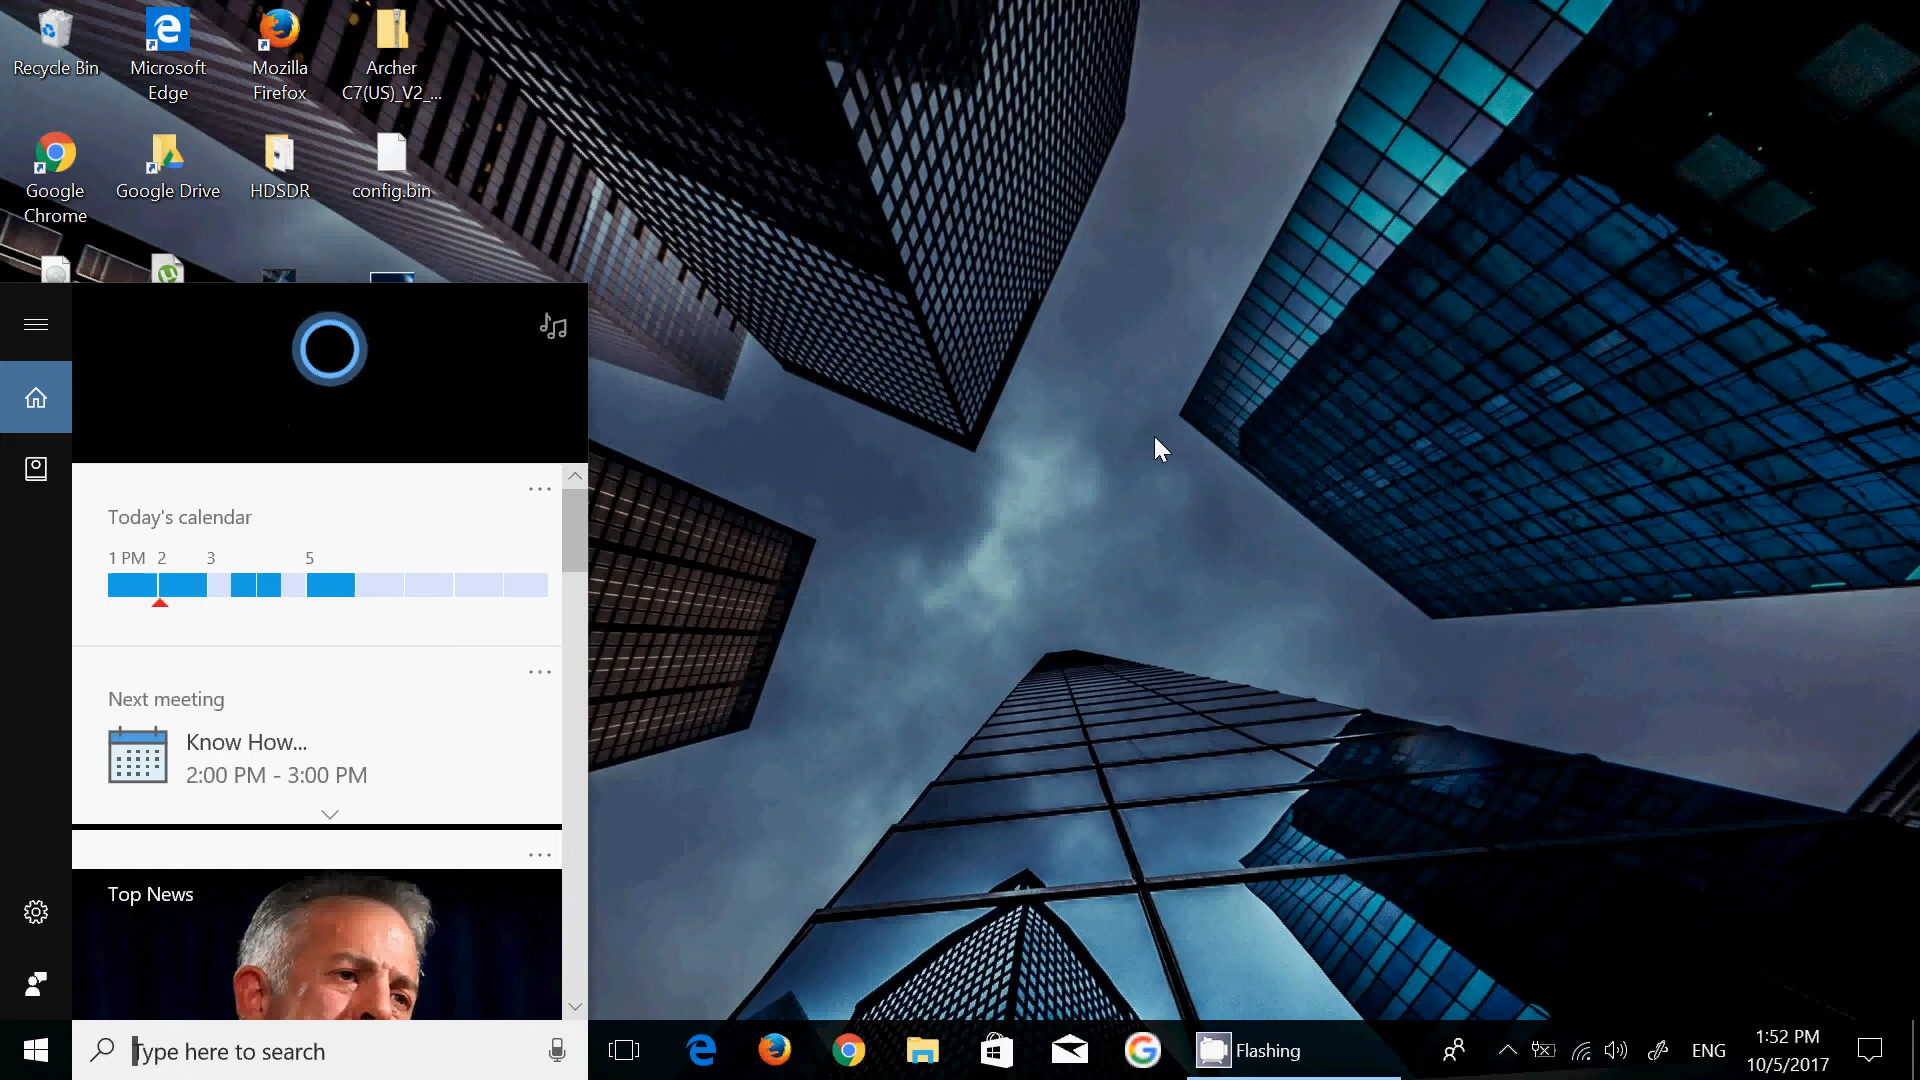 Recycle Bin
Microsoft
Edge
Mozilla
Firefox
Archer
C7(US)_V2_...
Google
Chrome
Google Drive
HDSDR
config.bin
Today's calendar
1 PM 2 3 5
Next meeting
Know How...
2:00 PM - 3:00 PM
Top News
Type here to search
Flashing
ENG
1:52 PM
10/5/2017